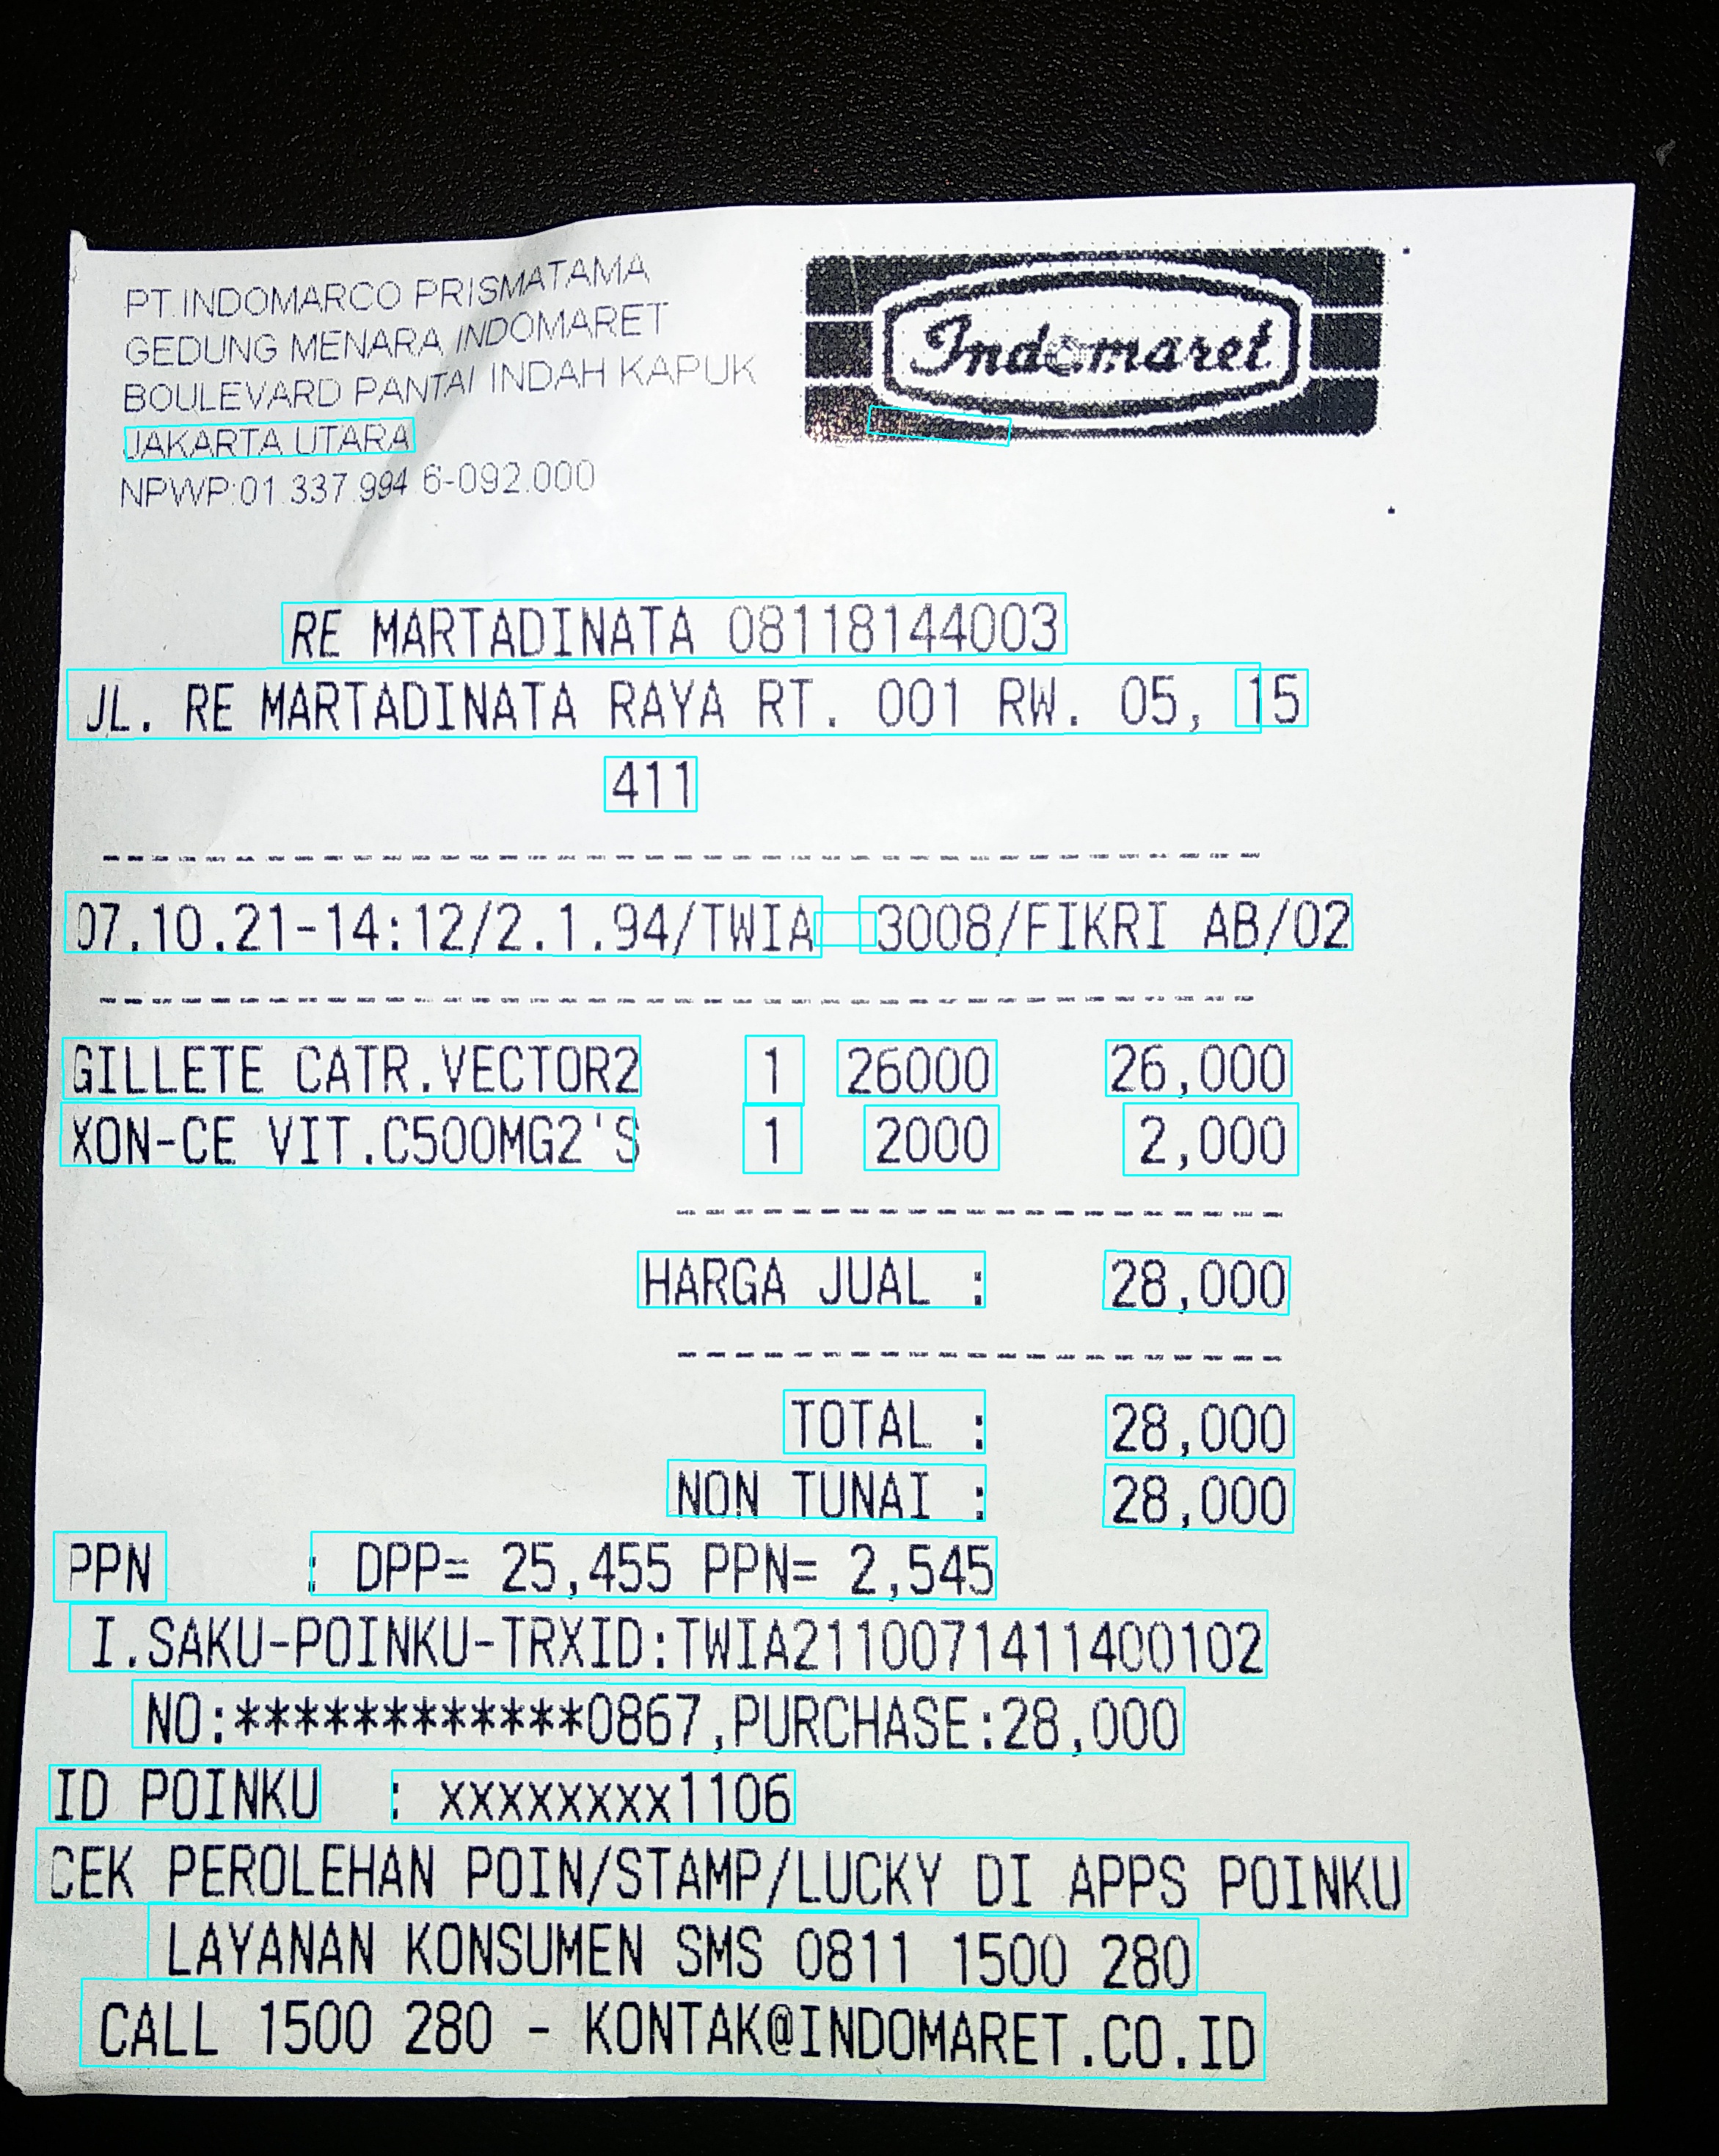 PT.INDOMARCO PRISMATAMA
GEDUNG MENARA INDOMARET
BOULEVARD PANTAI INDAH KAPUK
JAKARTA UTARA
NPWP:01.337.994.6-092.000
Indomaret
RE MARTADINATA 08118144003
JL. RE MARTADINATA RAYA RT. 001 RW. 05, 15
411
07.10.21-14:12/2.1.94/TWIA 3008/FIKRI AB/02
GILLETE CATR.VECTOR2 1 26000 26,000
XON-CE VIT.C500MG2'S 1 2000 2,000
HARGA JUAL : 28,000
TOTAL : 28,000
NON TUNAI : 28,000
PPN : DPP= 25,455 PPN= 2,545
I.SAKU-POINKU-TRXID:TWIA2110071411400102
NO:************0867,PURCHASE:28,000
ID POINKU : xxxxxxxx1106
CEK PEROLEHAN POIN/STAMP/LUCKY DI APPS POINKU
LAYANAN KONSUMEN SMS 0811 1500 280
CALL 1500 280 - KONTAK@INDOMARET.CO.ID